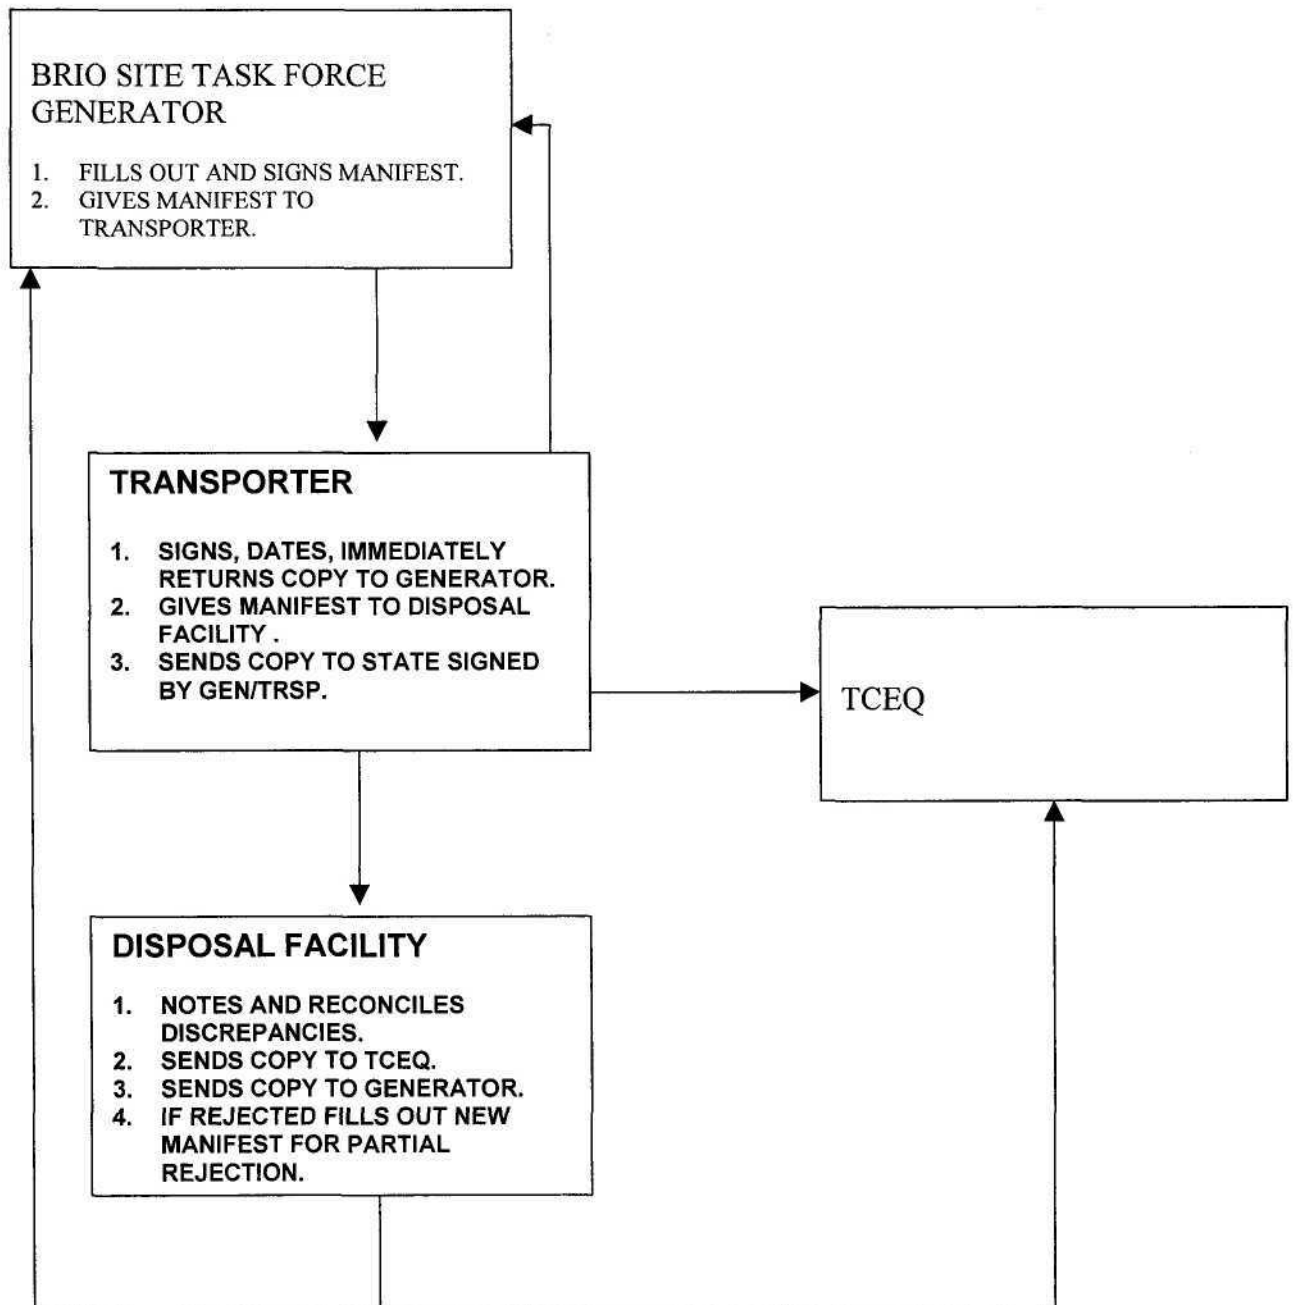 BRIO SITE TASK FORCE
GENERATOR
1. FILLS OUT AND SIGNS MANIFEST.
2. GIVES MANIFEST TO
TRANSPORTER.
TRANSPORTER
1. SIGNS, DATES, IMMEDIATELY
RETURNS COPY TO GENERATOR.
2. GIVES MANIFEST TO DISPOSAL
FACILITY .
3. SENDS COPY TO STATE SIGNED
BY GEN/TRSP.
TCEQ
DISPOSAL FACILITY
1. NOTES AND RECONCILES
DISCREPANCIES.
2. SENDS COPY TO TCEQ.
3. SENDS COPY TO GENERATOR.
4. IF REJECTED FILLS OUT NEW
MANIFEST FOR PARTIAL
REJECTION.